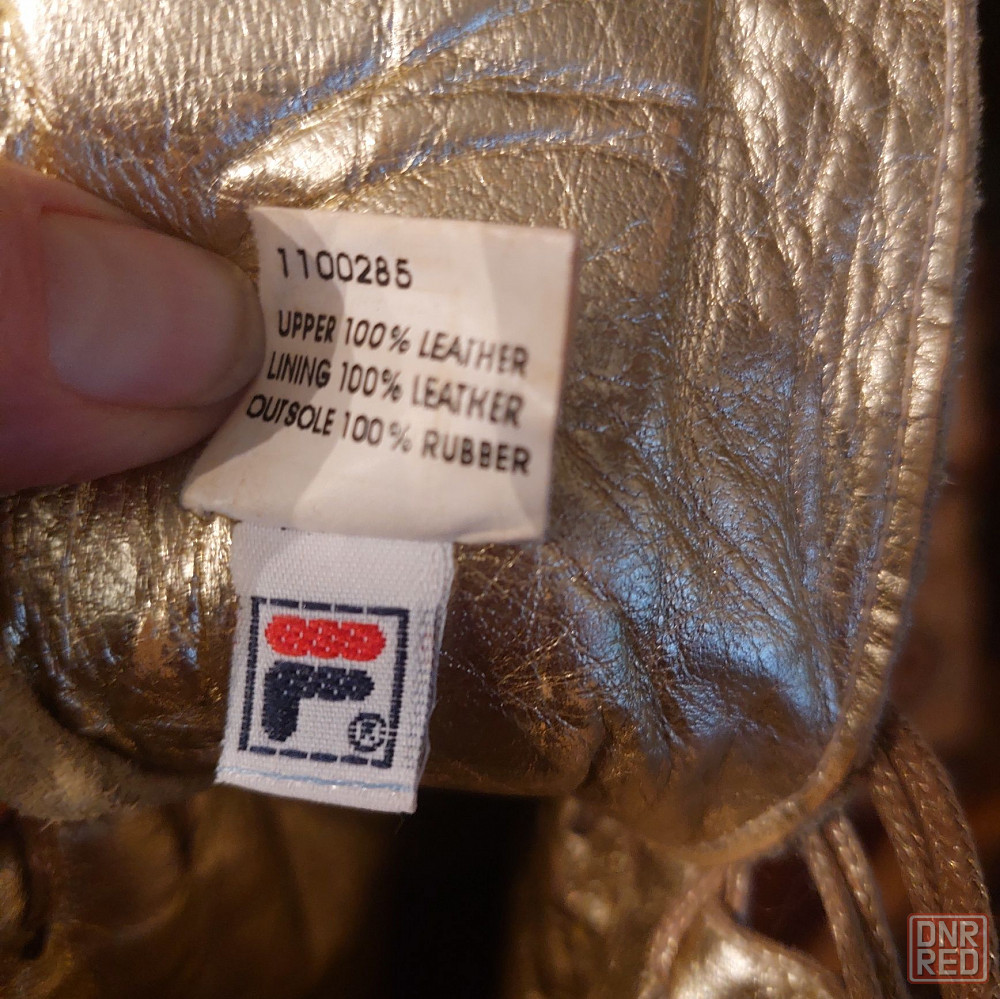 1100285
UPPER 100% LEATHER
LINING 100% LEATHER
OUTSOLE 100% RUBBER
F
®
DNR
RED